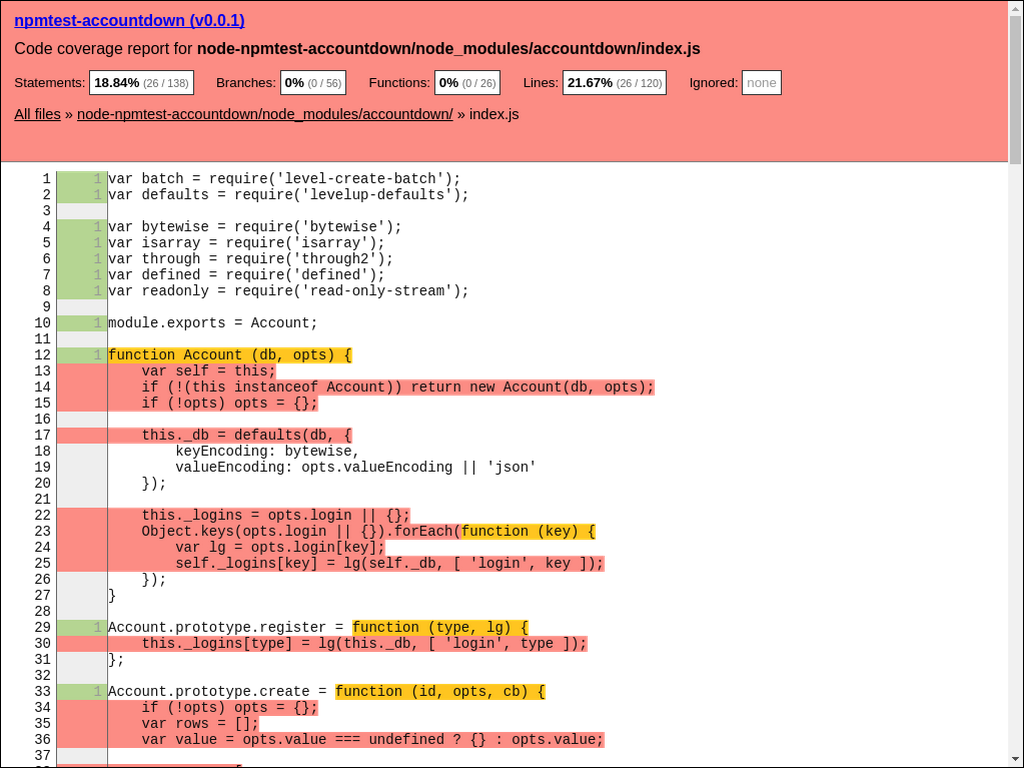 npmtest-accountdown (v0.0.1)
Code coverage report for node-npmtest-accountdown/node_modules/accountdown/index.js
Statements: 18.84% (26 / 138) Branches: 0% (0 / 56) Functions: 0% (0 / 26) Lines: 21.67% (26 / 120) Ignored: none
All files » node-npmtest-accountdown/node_modules/accountdown/ » index.js
1 1 var batch = require('level-create-batch');
2 1 var defaults = require('levelup-defaults');
3
4 1 var bytewise = require('bytewise');
5 1 var isarray = require('isarray');
6 1 var through = require('through2');
7 1 var defined = require('defined');
8 1 var readonly = require('read-only-stream');
9
10 1 module.exports = Account;
11
12 1 function Account (db, opts) {
13     var self = this;
14     if (!(this instanceof Account)) return new Account(db, opts);
15     if (!opts) opts = {};
16
17     this._db = defaults(db, {
18         keyEncoding: bytewise,
19         valueEncoding: opts.valueEncoding || 'json'
20     });
21
22     this._logins = opts.login || {};
23     Object.keys(opts.login || {}).forEach(function (key) {
24         var lg = opts.login[key];
25         self._logins[key] = lg(self._db, [ 'login', key ]);
26     });
27 }
28
29 1 Account.prototype.register = function (type, lg) {
30     this._logins[type] = lg(this._db, [ 'login', type ]);
31 };
32
33 1 Account.prototype.create = function (id, opts, cb) {
34     if (!opts) opts = {};
35     var rows = [];
36     var value = opts.value === undefined ? {} : opts.value;
37